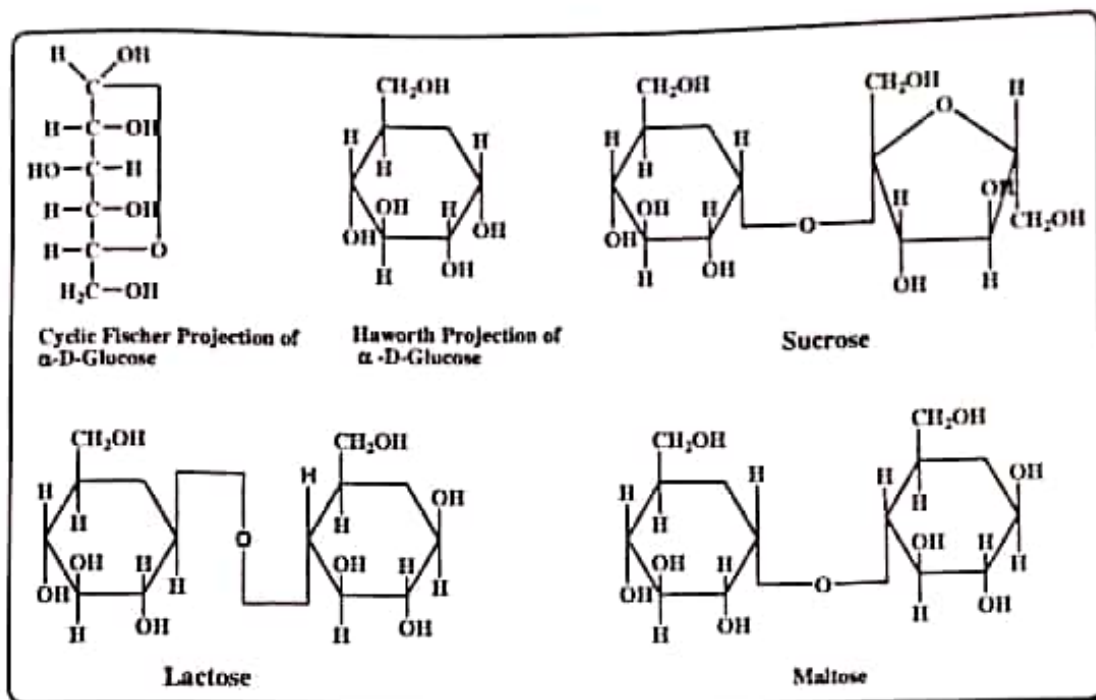 H OH
C
H–C–OH
HO–C–H
H–C–OH
H–C–O
H₂C–OH
Cyclic Fischer Projection of
α-D-Glucose
CH₂OH
H H
H
OH H
OH OH
H OH
Haworth Projection of
α -D-Glucose
CH₂OH CH₂OH H
H H O
H
OH H H OH
OH O CH₂OH
H OH OH H
Sucrose
CH₂OH CH₂OH
H H OH
H O H
OH H OH H
OH H H
H OH H OH
Lactose
CH₂OH CH₂OH
H H H OH
H H
OH H OH H
OH O H
H OH H OH
Maltose